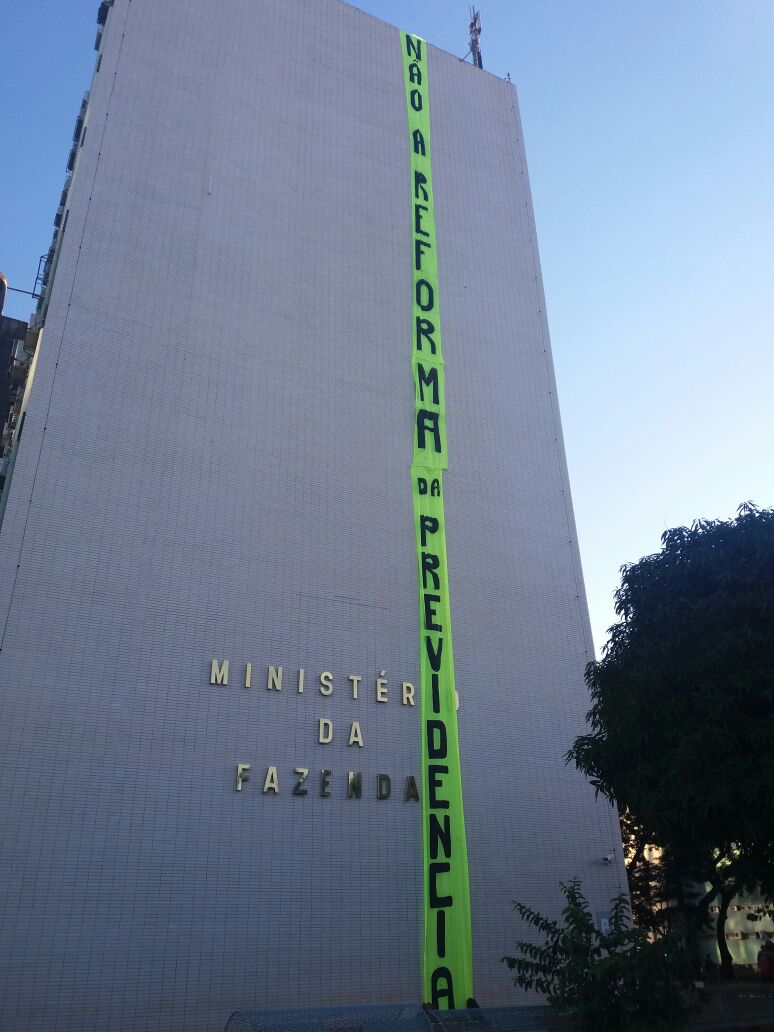 NÃO A REFORMA DA PREVIDENCIA
MINISTÉRIO
DA
FAZENDA